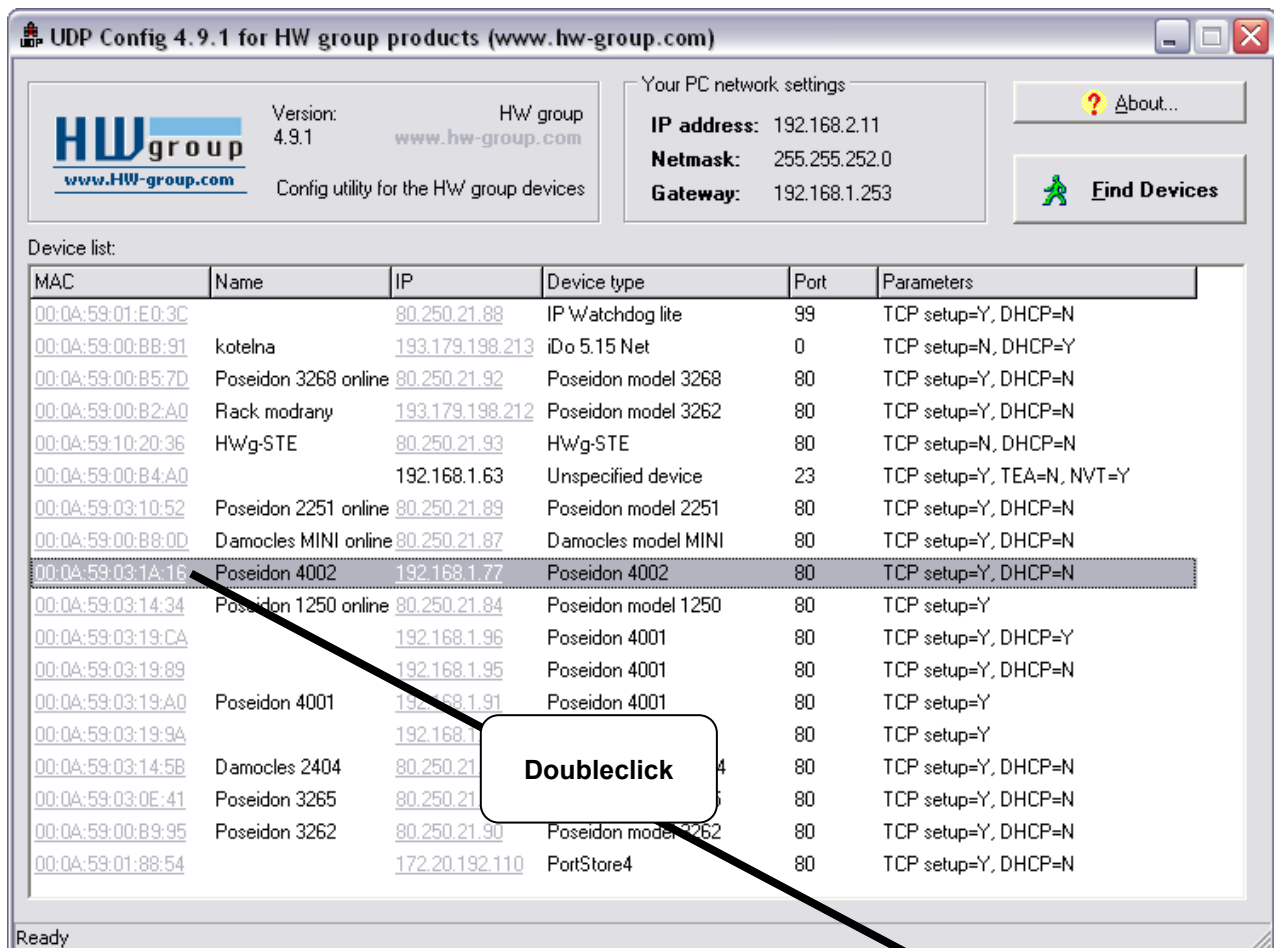 UDP Config 4.9.1 for HW group products (www.hw-group.com)
HW group
www.HW-group.com
Version: HW group
4.9.1 www.hw-group.com
Config utility for the HW group devices
Your PC network settings
IP address: 192.168.2.11
Netmask: 255.255.252.0
Gateway: 192.168.1.253
? About...
Find Devices
Device list:
MAC Name IP Device type Port Parameters
00:0A:59:01:E0:3C 80.250.21.88 IP Watchdog lite 99 TCP setup=Y, DHCP=N
00:0A:59:00:BB:91 kotelna 193.179.198.213 iDo 5.15 Net 0 TCP setup=N, DHCP=Y
00:0A:59:00:B5:7D Poseidon 3268 online 80.250.21.92 Poseidon model 3268 80 TCP setup=Y, DHCP=N
00:0A:59:00:B2:A0 Rack modrany 193.179.198.212 Poseidon model 3262 80 TCP setup=Y, DHCP=N
00:0A:59:10:20:36 HWg-STE 80.250.21.93 HWg-STE 80 TCP setup=N, DHCP=N
00:0A:59:00:B4:A0 192.168.1.63 Unspecified device 23 TCP setup=Y, TEA=N, NVT=Y
00:0A:59:03:10:52 Poseidon 2251 online 80.250.21.89 Poseidon model 2251 80 TCP setup=Y, DHCP=N
00:0A:59:00:B8:0D Damocles MINI online 80.250.21.87 Damocles model MINI 80 TCP setup=Y, DHCP=N
00:0A:59:03:1A:16 Poseidon 4002 192.168.1.77 Poseidon 4002 80 TCP setup=Y, DHCP=N
00:0A:59:03:14:34 Poseidon 1250 online 80.250.21.84 Poseidon model 1250 80 TCP setup=Y
00:0A:59:03:19:CA 192.168.1.96 Poseidon 4001 80 TCP setup=Y, DHCP=Y
00:0A:59:03:19:89 192.168.1.95 Poseidon 4001 80 TCP setup=Y, DHCP=N
00:0A:59:03:19:A0 Poseidon 4001 192.168.1.91 Poseidon 4001 80 TCP setup=Y
00:0A:59:03:19:9A 192.168.1 80 TCP setup=Y
00:0A:59:03:14:5B Damocles 2404 80.250.21 4 80 TCP setup=Y, DHCP=N
00:0A:59:03:0E:41 Poseidon 3265 80.250.21 80 TCP setup=Y, DHCP=N
00:0A:59:00:B9:95 Poseidon 3262 80.250.21.90 Poseidon model 3262 80 TCP setup=Y, DHCP=N
00:0A:59:01:88:54 172.20.192.110 PortStore4 80 TCP setup=Y, DHCP=N
Doubleclick
Ready